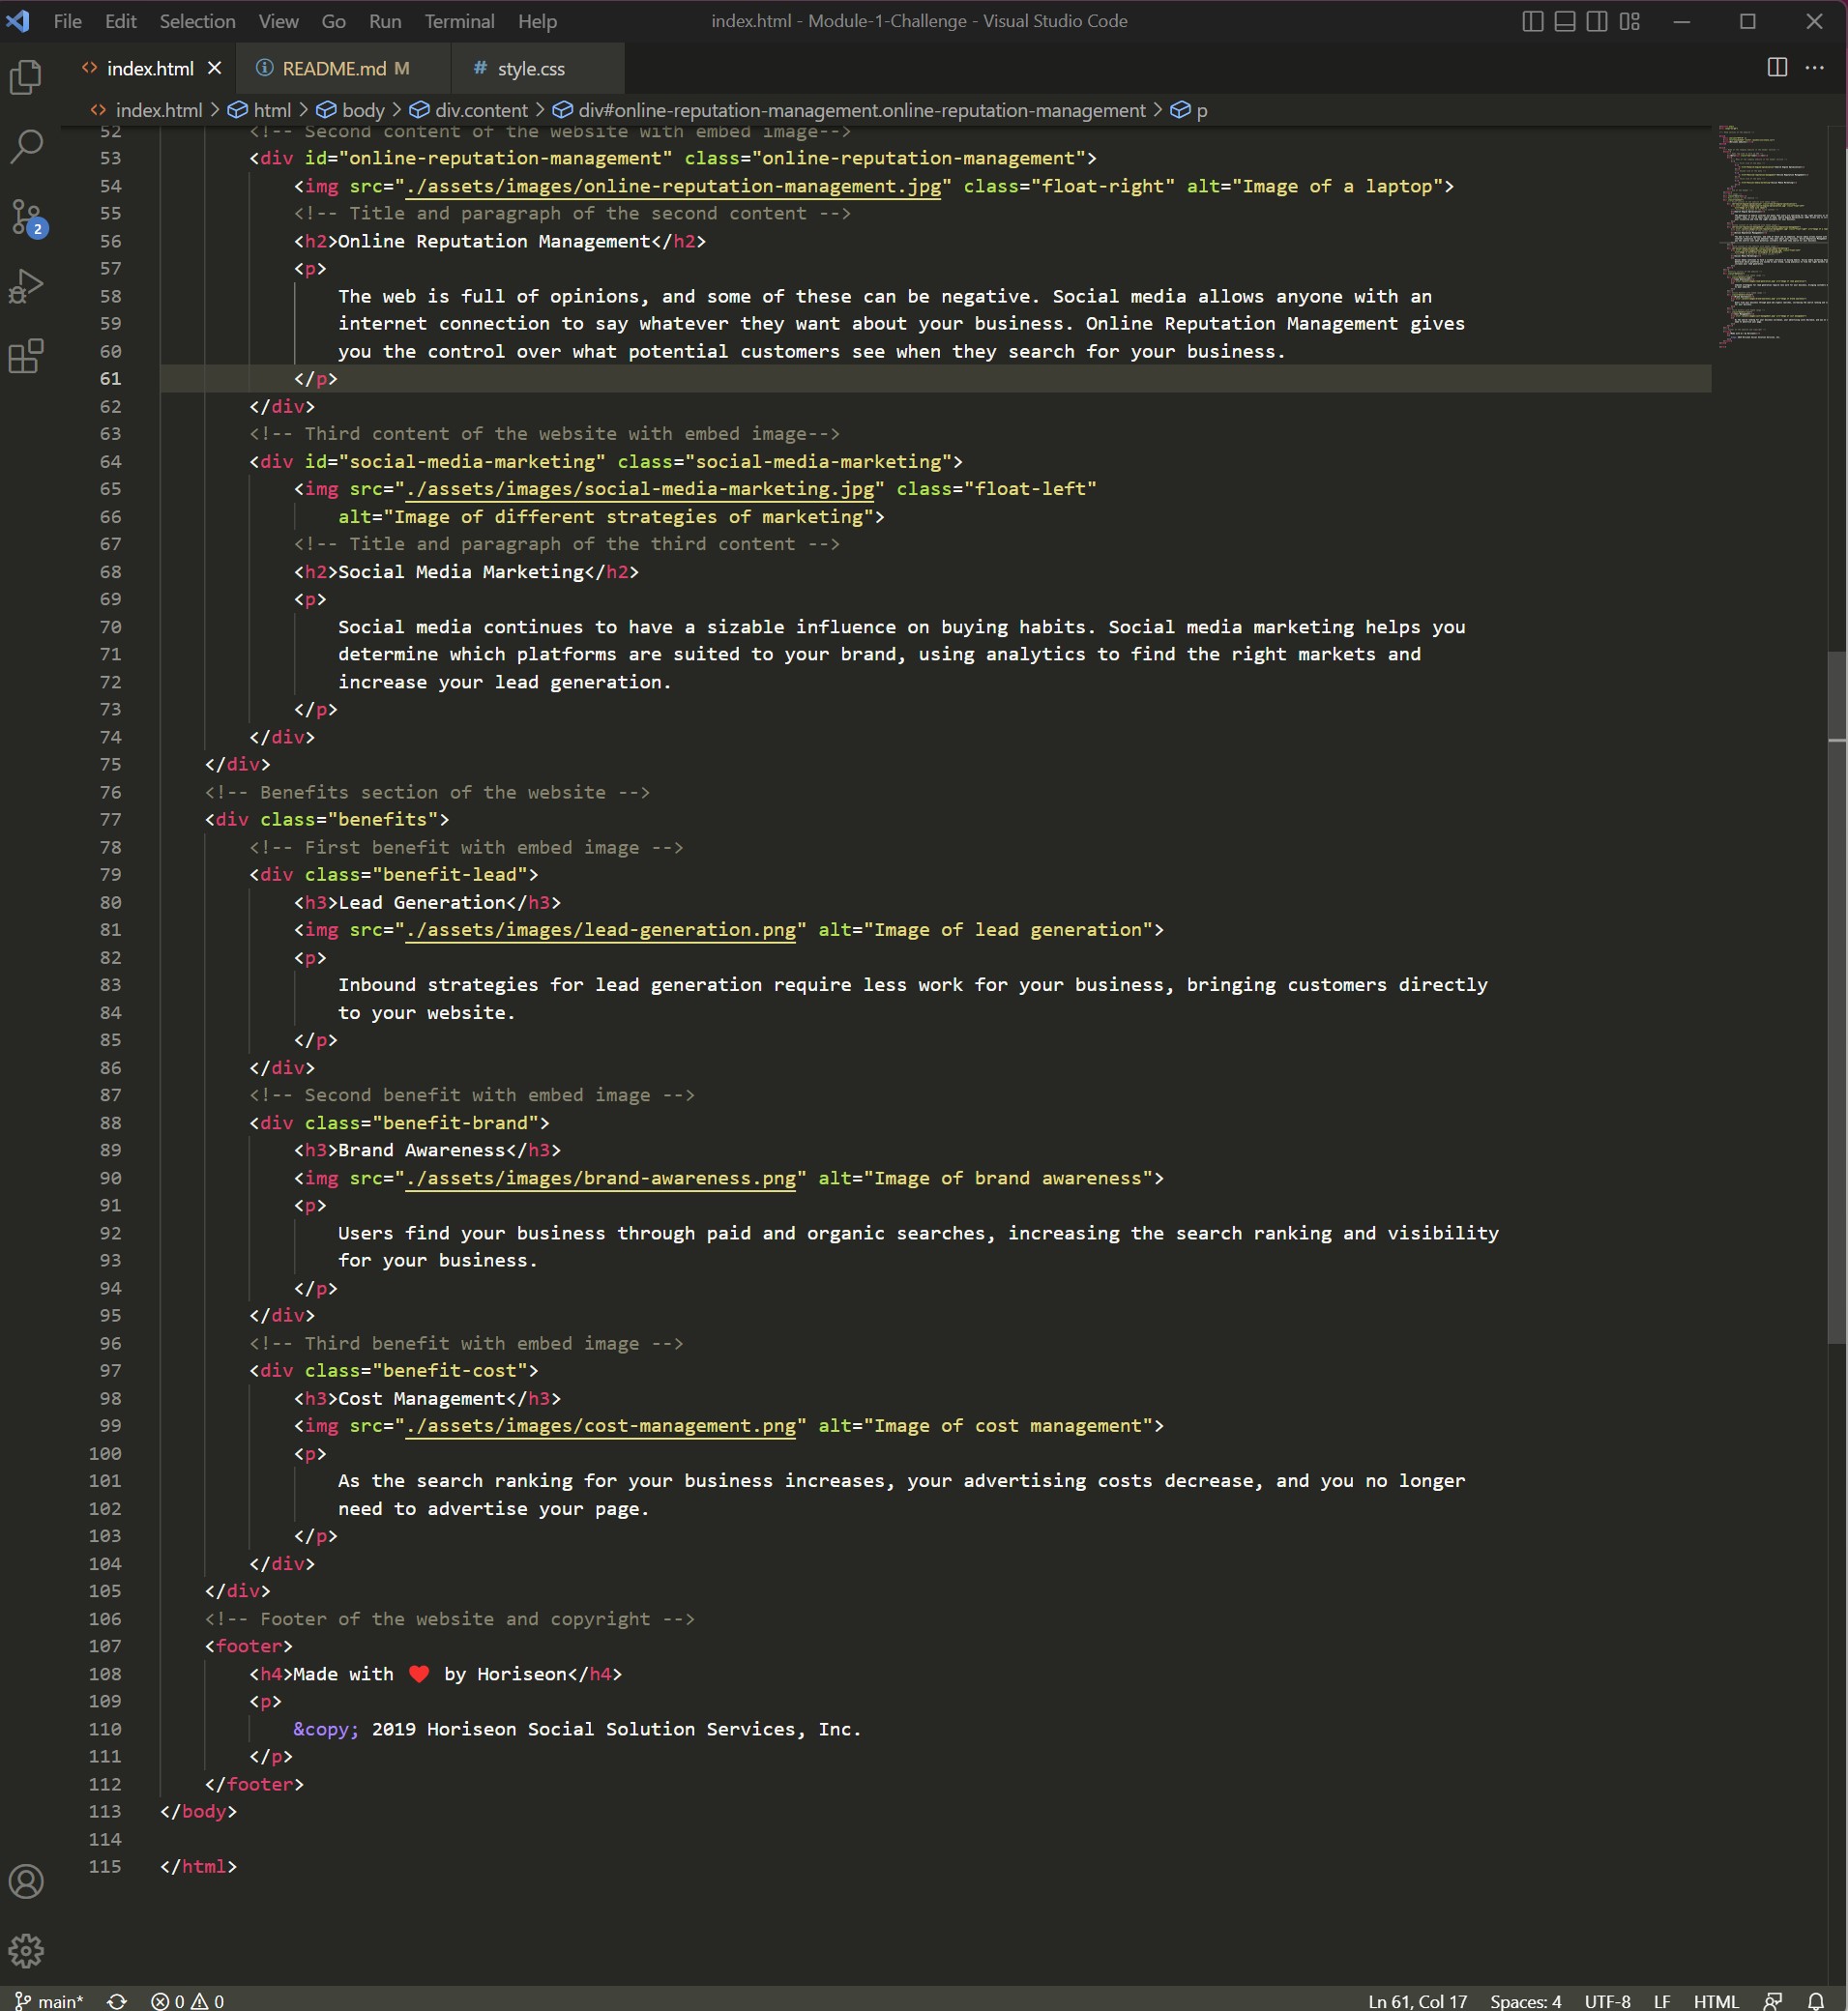 File Edit Selection View Go Run Terminal Help index.html - Module-1-Challenge - Visual Studio Code
index.html README.md M # style.css
index.html > html > body > div.content > div#online-reputation-management.online-reputation-management > p
2
52 <!-- Second content of the website with embed image-->
53 <div id="online-reputation-management" class="online-reputation-management">
54 <img src="./assets/images/online-reputation-management.jpg" class="float-right" alt="Image of a laptop">
55 <!-- Title and paragraph of the second content -->
56 <h2>Online Reputation Management</h2>
57 <p>
58 The web is full of opinions, and some of these can be negative. Social media allows anyone with an
59 internet connection to say whatever they want about your business. Online Reputation Management gives
60 you the control over what potential customers see when they search for your business.
61 </p>
62 </div>
63 <!-- Third content of the website with embed image-->
64 <div id="social-media-marketing" class="social-media-marketing">
65 <img src="./assets/images/social-media-marketing.jpg" class="float-left"
66 alt="Image of different strategies of marketing">
67 <!-- Title and paragraph of the third content -->
68 <h2>Social Media Marketing</h2>
69 <p>
70 Social media continues to have a sizable influence on buying habits. Social media marketing helps you
71 determine which platforms are suited to your brand, using analytics to find the right markets and
72 increase your lead generation.
73 </p>
74 </div>
75 </div>
76 <!-- Benefits section of the website -->
77 <div class="benefits">
78 <!-- First benefit with embed image -->
79 <div class="benefit-lead">
80 <h3>Lead Generation</h3>
81 <img src="./assets/images/lead-generation.png" alt="Image of lead generation">
82 <p>
83 Inbound strategies for lead generation require less work for your business, bringing customers directly
84 to your website.
85 </p>
86 </div>
87 <!-- Second benefit with embed image -->
88 <div class="benefit-brand">
89 <h3>Brand Awareness</h3>
90 <img src="./assets/images/brand-awareness.png" alt="Image of brand awareness">
91 <p>
92 Users find your business through paid and organic searches, increasing the search ranking and visibility
93 for your business.
94 </p>
95 </div>
96 <!-- Third benefit with embed image -->
97 <div class="benefit-cost">
98 <h3>Cost Management</h3>
99 <img src="./assets/images/cost-management.png" alt="Image of cost management">
100 <p>
101 As the search ranking for your business increases, your advertising costs decrease, and you no longer
102 need to advertise your page.
103 </p>
104 </div>
105 </div>
106 <!-- Footer of the website and copyright -->
107 <footer>
108 <h4>Made with ❤️ by Horiseon</h4>
109 <p>
110 &copy; 2019 Horiseon Social Solution Services, Inc.
111 </p>
112 </footer>
113 </body>
114
115 </html>
main* 0 0 Ln 61, Col 17 Spaces: 4 UTF-8 LF HTML